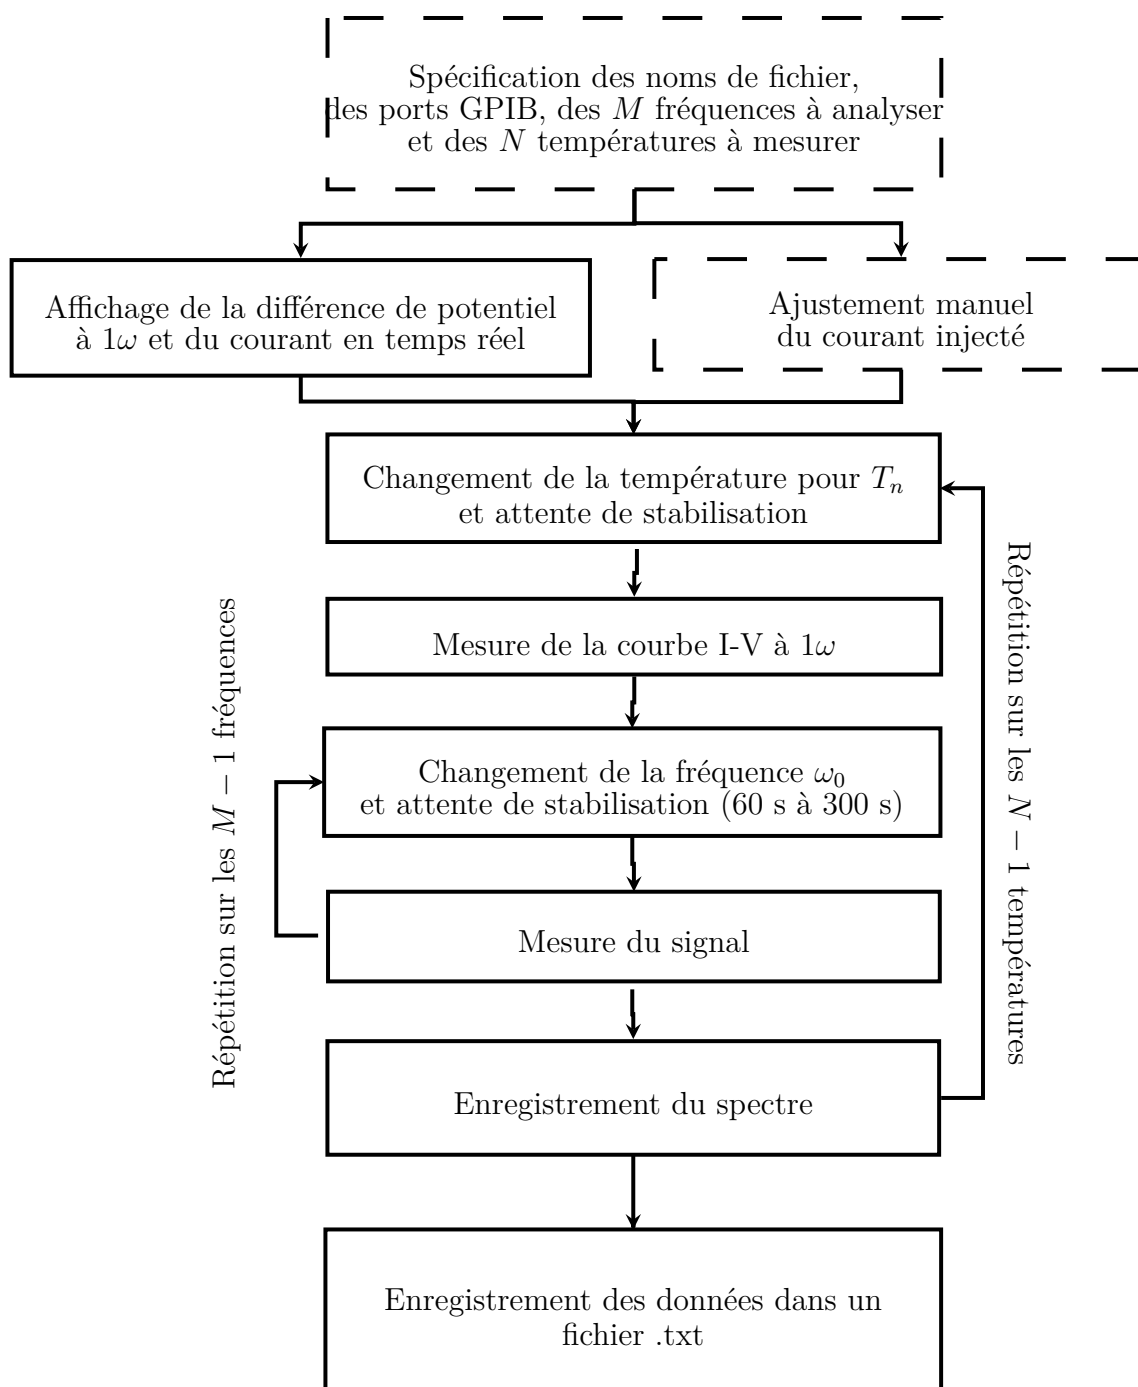 Spécification des noms de fichier,
des ports GPIB, des M fréquences à analyser
et des N températures à mesurer
Affichage de la différence de potentiel
à 1ω et du courant en temps réel
Ajustement manuel
du courant injecté
Changement de la température pour Tₙ
et attente de stabilisation
Mesure de la courbe I-V à 1ω
Changement de la fréquence ω₀
et attente de stabilisation (60 s à 300 s)
Mesure du signal
Répétition sur les M − 1 fréquences
Répétition sur les N − 1 températures
Enregistrement du spectre
Enregistrement des données dans un
fichier .txt